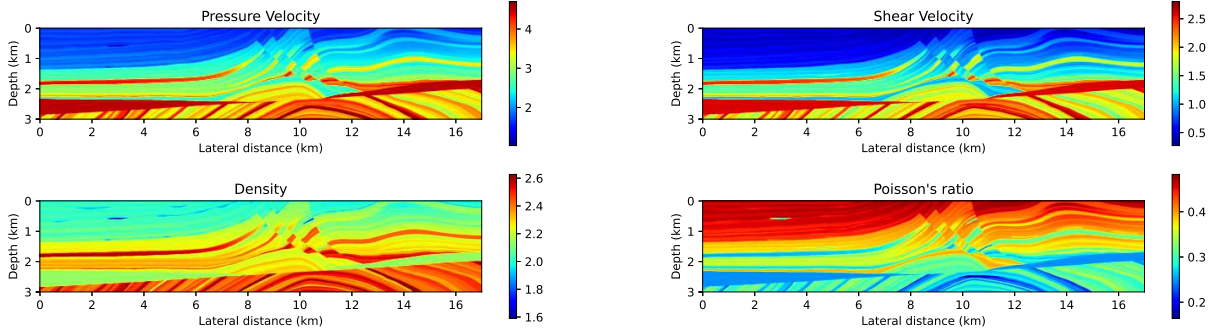 Pressure Velocity
Depth (km)
0
1
2
3
0 2 4 6 8 10 12 14 16
Lateral distance (km)
4
3
2
Shear Velocity
Depth (km)
0
1
2
3
0 2 4 6 8 10 12 14 16
Lateral distance (km)
2.5
2.0
1.5
1.0
0.5
Density
Depth (km)
0
1
2
3
0 2 4 6 8 10 12 14 16
Lateral distance (km)
2.6
2.4
2.2
2.0
1.8
1.6
Poisson's ratio
Depth (km)
0
1
2
3
0 2 4 6 8 10 12 14 16
Lateral distance (km)
0.4
0.3
0.2